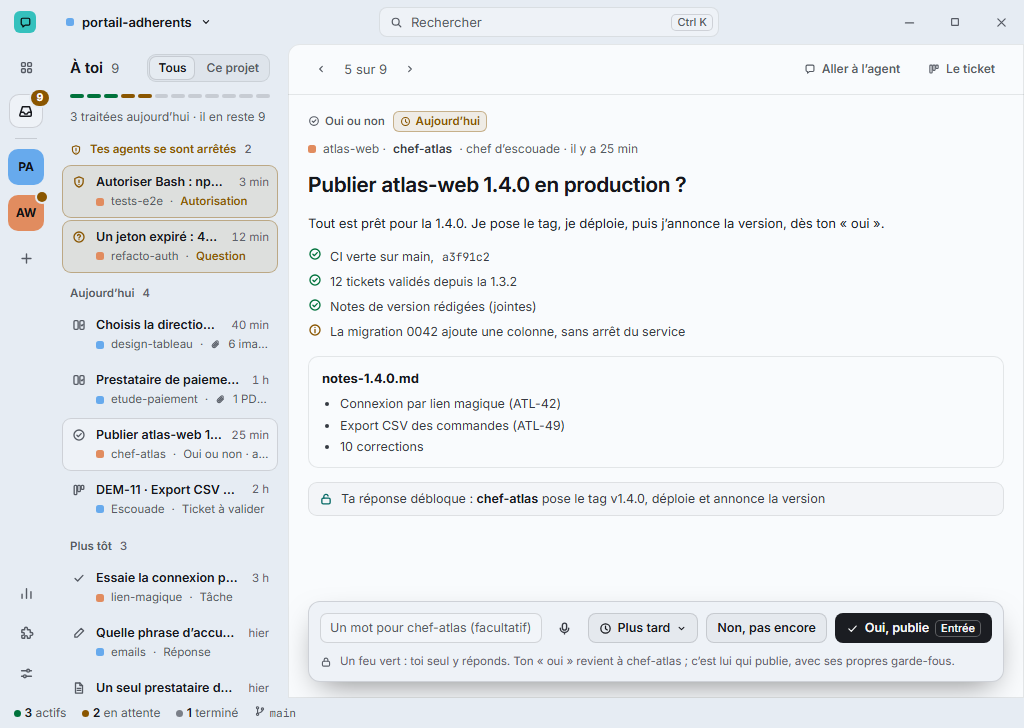 portail-adherents
Rechercher
Ctrl K
9
PA
AW
À toi 9
Tous
Ce projet
3 traitées aujourd’hui · il en reste 9
Tes agents se sont arrêtés 2
Autoriser Bash : np… 3 min
tests-e2e · Autorisation
Un jeton expiré : 4… 12 min
refacto-auth · Question
Aujourd’hui 4
Choisis la directio… 40 min
design-tableau · 6 ima…
Prestataire de paieme… 1 h
etude-paiement · 1 PD…
Publier atlas-web 1… 25 min
chef-atlas · Oui ou non · a…
DEM-11 · Export CSV … 2 h
Escouade · Ticket à valider
Plus tôt 3
Essaie la connexion p… 3 h
lien-magique · Tâche
Quelle phrase d’accu… hier
emails · Réponse
Un seul prestataire d… hier
5 sur 9
Aller à l’agent
Le ticket
Oui ou non
Aujourd’hui
atlas-web · chef-atlas · chef d’escouade · il y a 25 min
Publier atlas-web 1.4.0 en production ?
Tout est prêt pour la 1.4.0. Je pose le tag, je déploie, puis j’annonce la version, dès ton « oui ».
CI verte sur main, a3f91c2
12 tickets validés depuis la 1.3.2
Notes de version rédigées (jointes)
La migration 0042 ajoute une colonne, sans arrêt du service
notes-1.4.0.md
• Connexion par lien magique (ATL-42)
• Export CSV des commandes (ATL-49)
• 10 corrections
Ta réponse débloque : chef-atlas pose le tag v1.4.0, déploie et annonce la version
Un mot pour chef-atlas (facultatif)
Plus tard
Non, pas encore
Oui, publie Entrée
Un feu vert : toi seul y réponds. Ton « oui » revient à chef-atlas ; c’est lui qui publie, avec ses propres garde-fous.
3 actifs
2 en attente
1 terminé
main